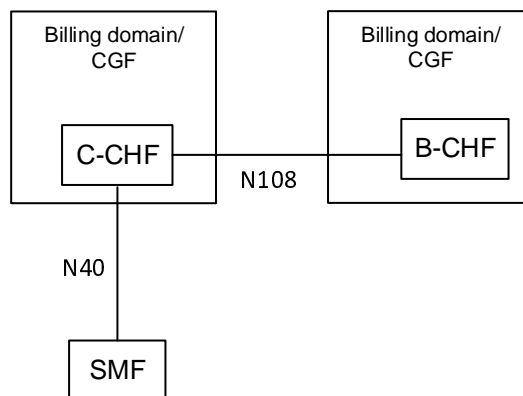 Billing domain/
CGF
Billing domain/
CGF
C-CHF
B-CHF
N108
N40
SMF